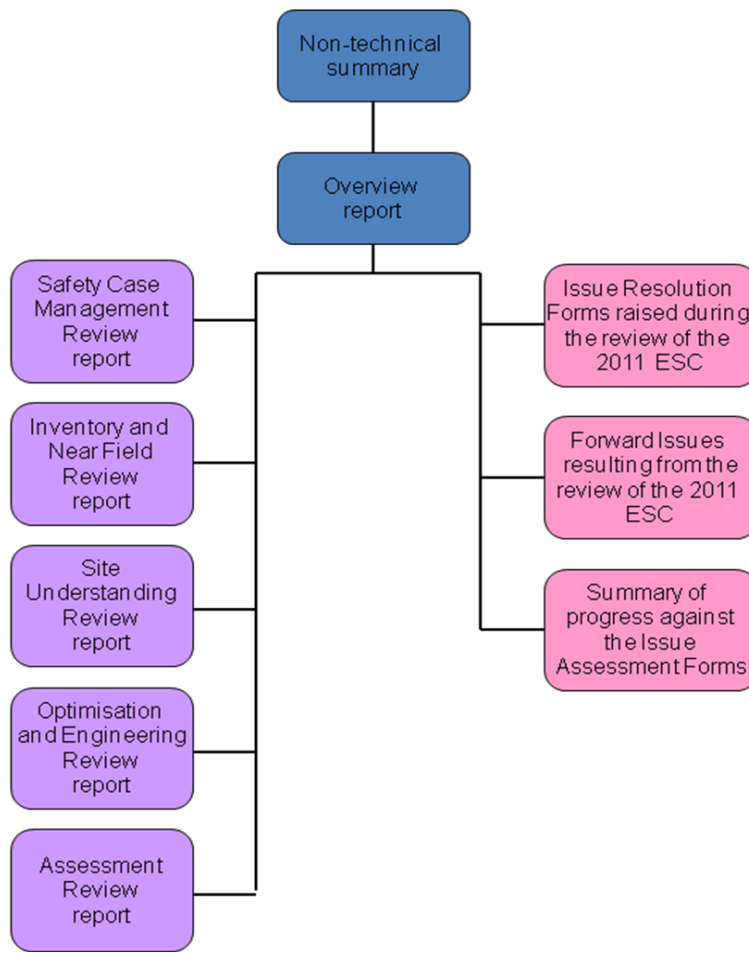 Non-technical
summary
Overview
report
Safety Case
Management
Review
report
Inventory and
Near Field
Review
report
Site
Understanding
Review
report
Optimisation
and Engineering
Review
report
Assessment
Review
report
Issue Resolution
Forms raised during
the review of the
2011 ESC
Forward Issues
resulting from the
review of the 2011
ESC
Summary of
progress against
the Issue
Assessment Forms